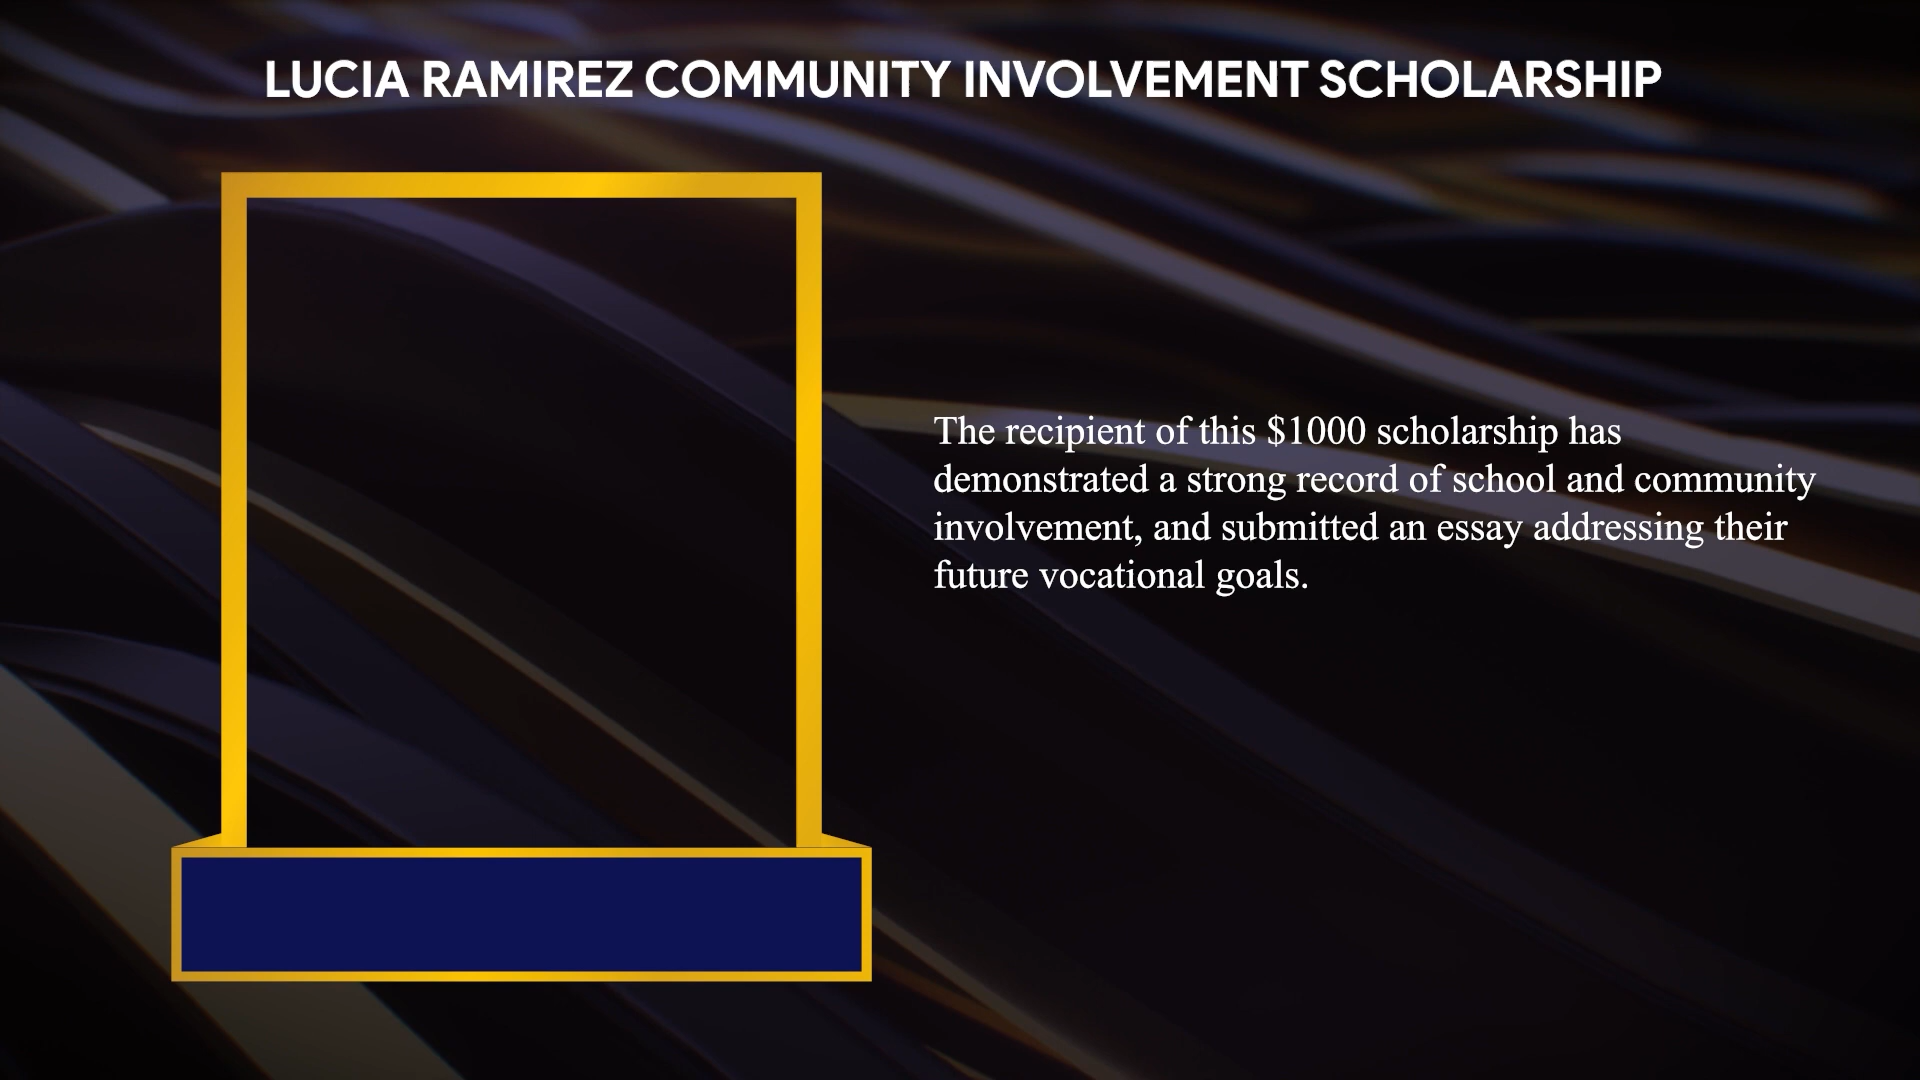 LUCIA RAMIREZ COMMUNITY INVOLVEMENT SCHOLARSHIP
The recipient of this $1000 scholarship has
demonstrated a strong record of school and community
involvement, and submitted an essay addressing their
future vocational goals.